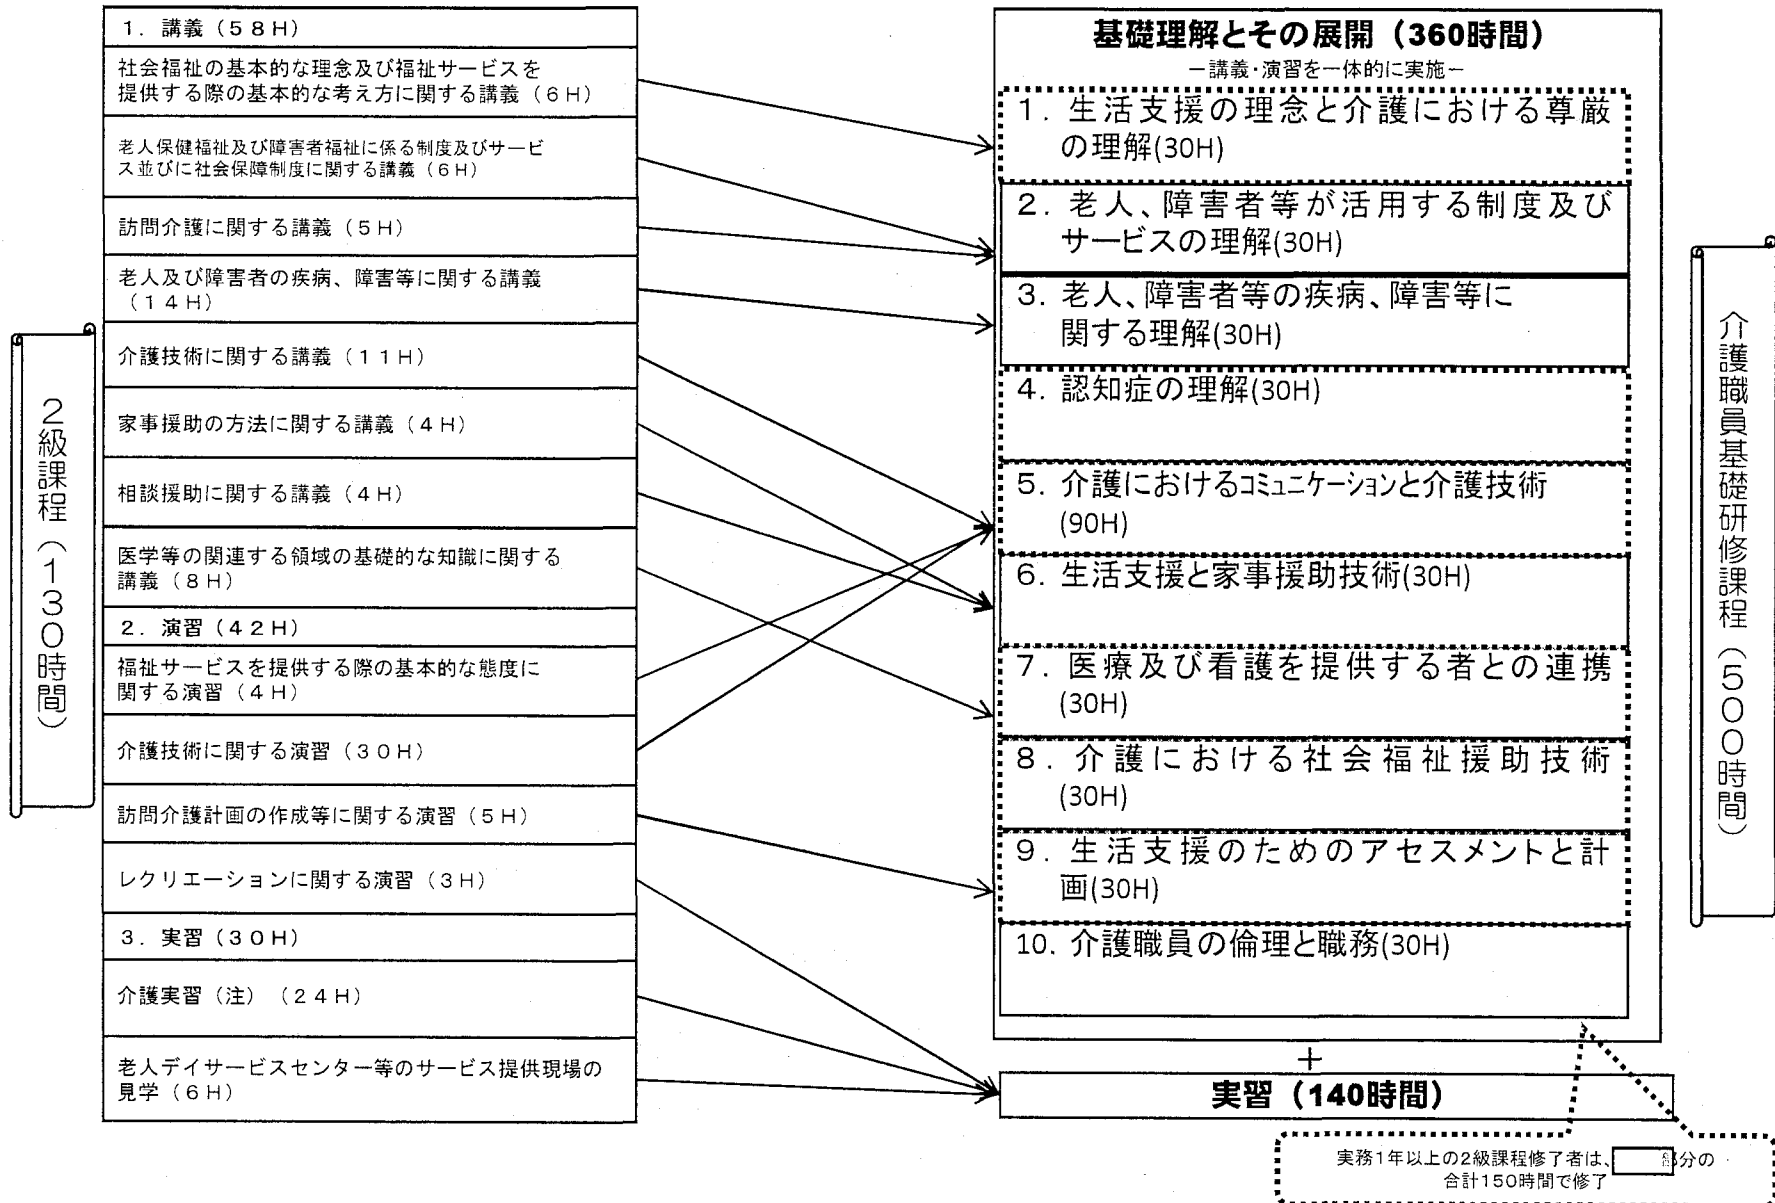 2級課程（130時間）
1．講義（58H）
社会福祉の基本的な理念及び福祉サービスを
提供する際の基本的な考え方に関する講義（6H）
老人保健福祉及び障害者福祉に係る制度及びサービ
ス並びに社会保障制度に関する講義（6H）
訪問介護に関する講義（5H）
老人及び障害者の疾病、障害等に関する講義
（14H）
介護技術に関する講義（11H）
家事援助の方法に関する講義（4H）
相談援助に関する講義（4H）
医学等の関連する領域の基礎的な知識に関する
講義（8H）
2．演習（42H）
福祉サービスを提供する際の基本的な態度に
関する演習（4H）
介護技術に関する演習（30H）
訪問介護計画の作成等に関する演習（5H）
レクリエーションに関する演習（3H）
3．実習（30H）
介護実習（注）（24H）
老人デイサービスセンター等のサービス提供現場の
見学（6H）
基礎理解とその展開（360時間）
－講義・演習を一体的に実施－
1．生活支援の理念と介護における尊厳
の理解(30H)
2．老人、障害者等が活用する制度及び
サービスの理解(30H)
3．老人、障害者等の疾病、障害等に
関する理解(30H)
4．認知症の理解(30H)
5．介護におけるコミュニケーションと介護技術
(90H)
6．生活支援と家事援助技術(30H)
7．医療及び看護を提供する者との連携
(30H)
8．介護における社会福祉援助技術
(30H)
9．生活支援のためのアセスメントと計
画(30H)
10．介護職員の倫理と職務(30H)
＋
実習（140時間）
介護職員基礎研修課程（500時間）
実務1年以上の2級課程修了者は、分の
合計150時間で修了